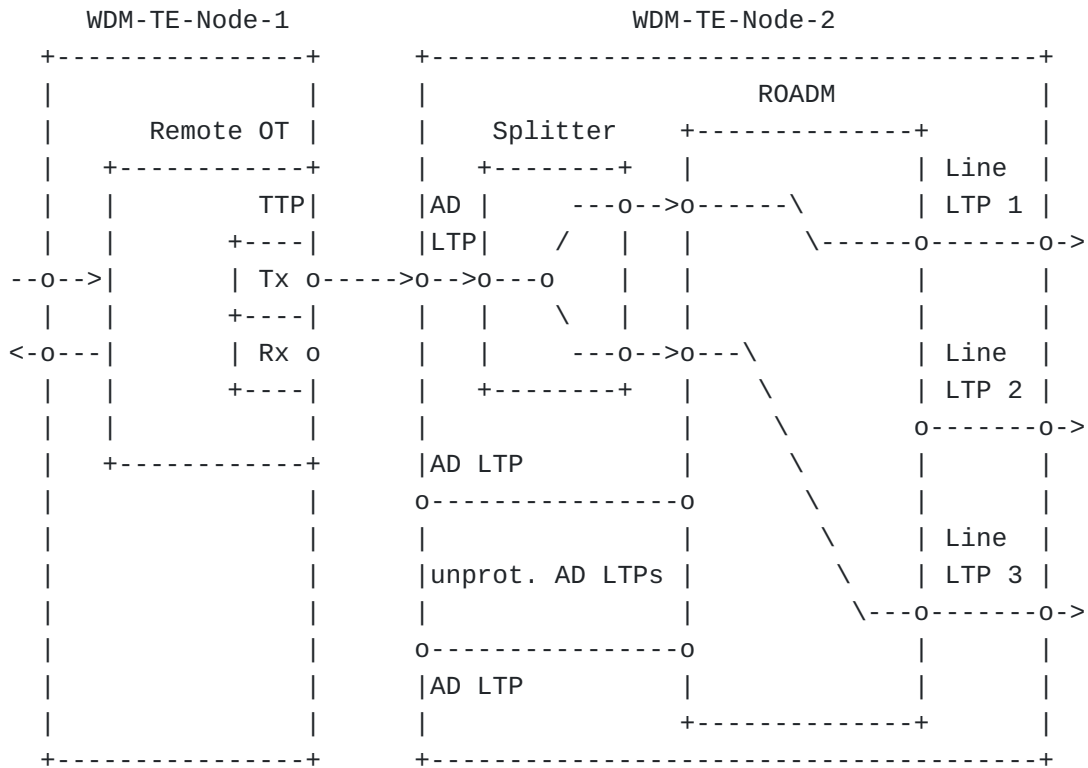 WDM-TE-Node-1 WDM-TE-Node-2
ROADM
Remote OT Splitter
Line
TTP AD LTP 1
LTP
Tx
Rx Line
LTP 2
AD LTP
Line
unprot. AD LTPs LTP 3
AD LTP